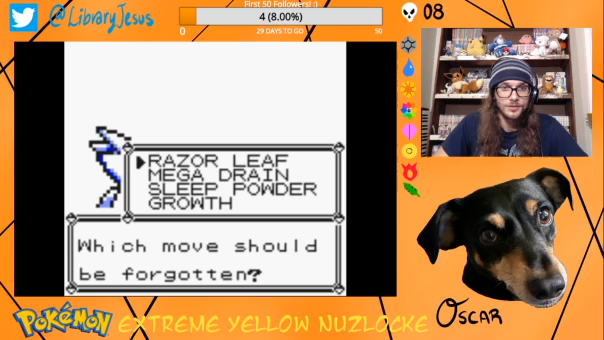 @LibraryJesus
First 50 Followers! :)
4 (8.00%)
0
50
29 DAYS TO GO
08
RAZOR LEAF
MEGA DRAIN
SLEEP POWDER
GROWTH
Which move should
be forgotten?
POKéMON EXTREME YELLOW NUZLOCKE
OSCAR